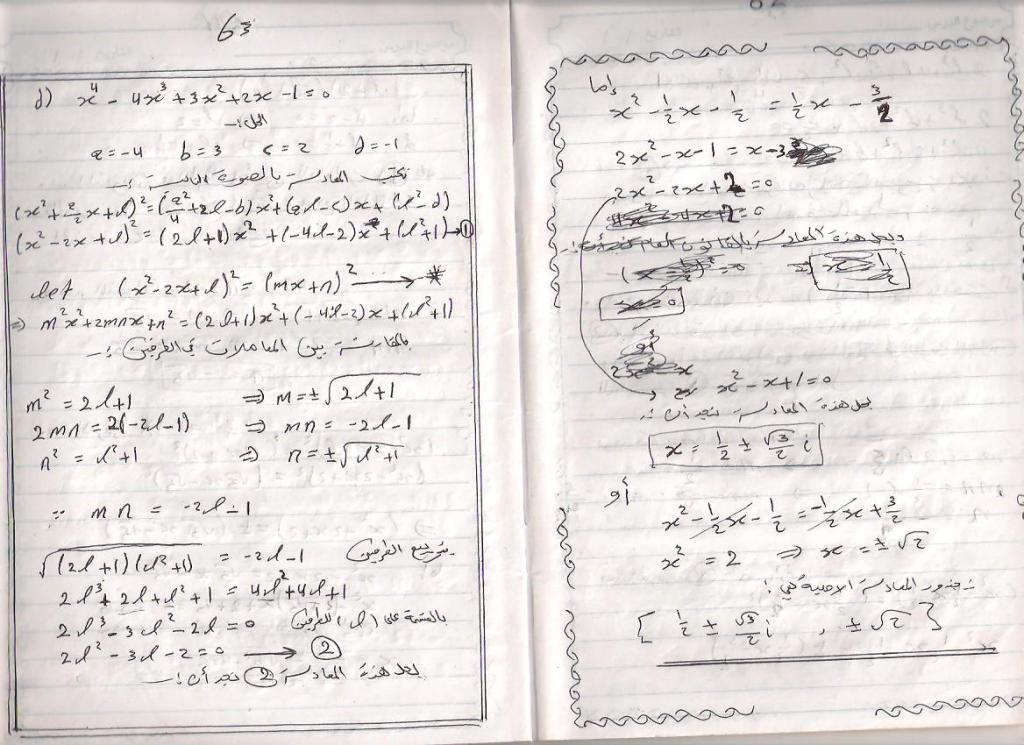 63
d) x⁴ - 4x³ + 3x² + 2x - 1 = 0
الحل :-
a = -4 b = 3 c = 2 d = -1
نكتب المعادلة بالصورة التالية :-
(x² + a/2 x + l)² = (a²/4 + 2l - b)x² + (al - c)x + (l² - d)
(x² - 2x + l)² = (2l+1)x² + (-4l-2)x + (l²+1) → ①
let (x² - 2x + l)² = (mx + n)² ⟶ *
⇒ m²x² + 2mnx + n² = (2l+1)x² + (-4l-2)x + (l²+1)
بالمقارنة بين المعاملات في الطرفين :-
m² = 2l+1 ⇒ m = ±√(2l+1)
2mn = 2(-2l-1) ⇒ mn = -2l-1
n² = l²+1 ⇒ n = ±√(l²+1)
∵ mn = -2l-1
√((2l+1)(l²+1)) = -2l-1 بتربيع الطرفين
2l³ + 2l + l² + 1 = 4l² + 4l + 1
2l³ - 3l² - 2l = 0 بالقسمة على (l) الطرفين
2l² - 3l - 2 = 0 ⟶ ②
بحل هذه المعادلة ② نجد أن :-
إما
x² - 1/2 x - 1/2 = 1/2 x - 3/2
2x² - x - 1 = x - 3
2x² - 2x + 2 = 0
x² - x + 1 = 0
بحل هذه المعادلة نجد أن :-
x = 1/2 ± √3/2 i
أو
x² - 1/2 x - 1/2 = -1/2 x + 3/2
x² = 2 ⇒ x = ±√2
∴ جذور المعادلة الاصلية هي :
[ 1/2 ± √3/2 i , ±√2 }